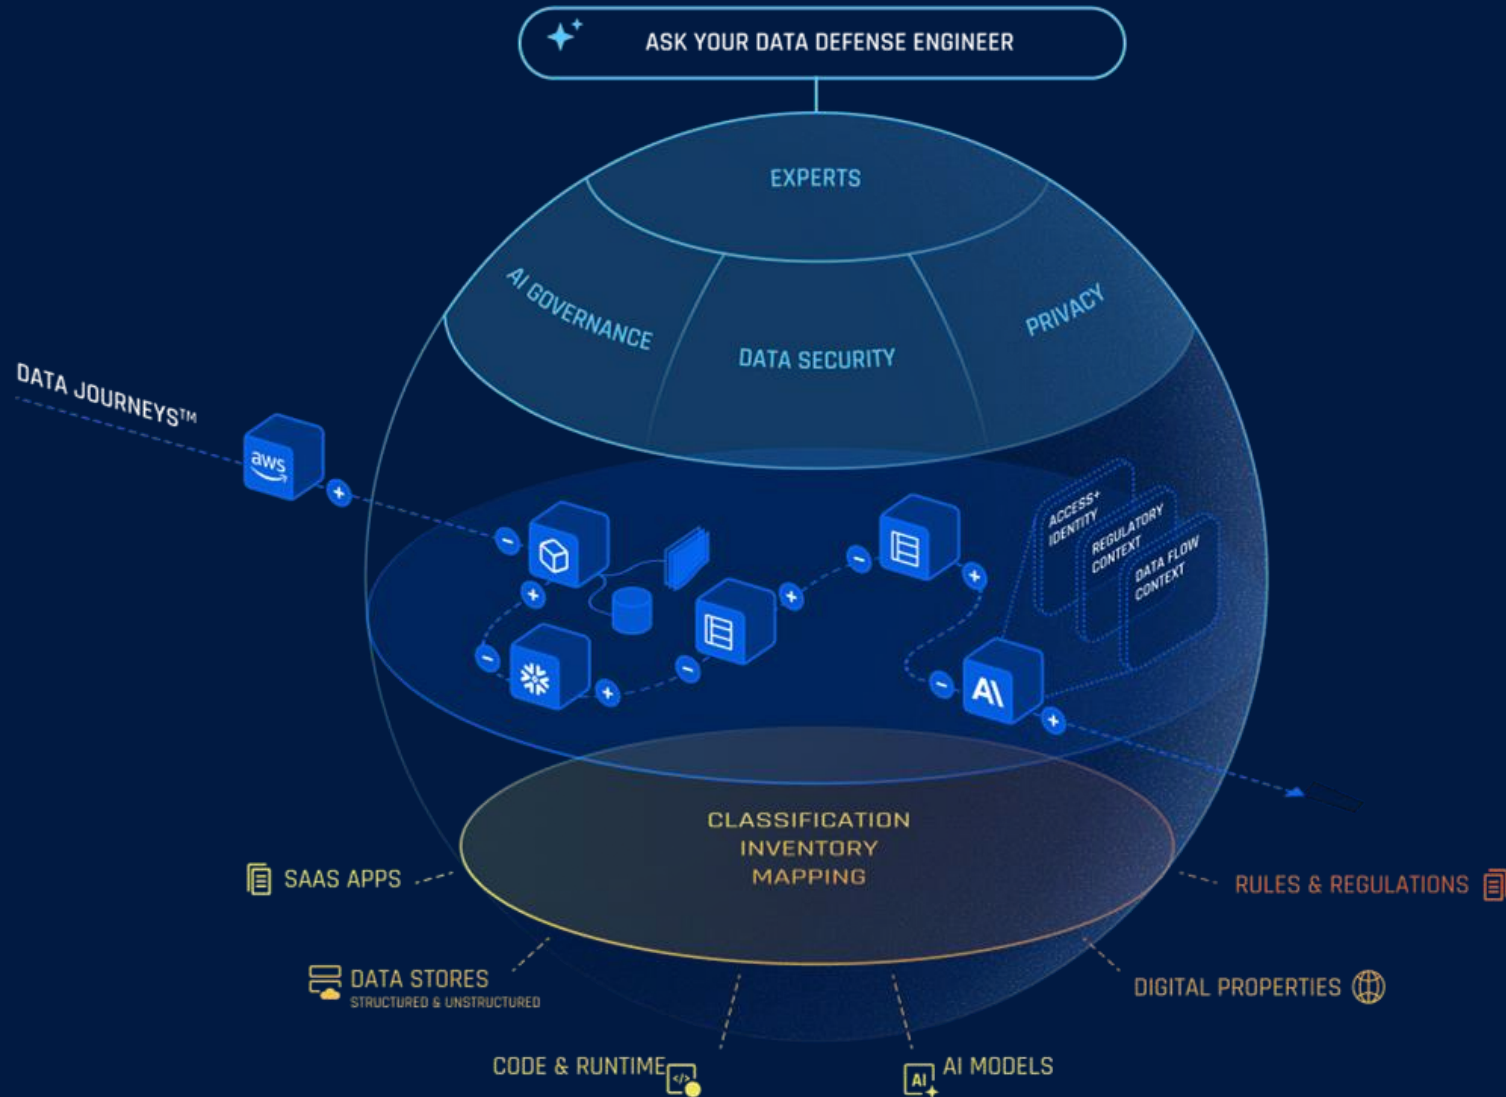 ASK YOUR DATA DEFENSE ENGINEER
EXPERTS
AI GOVERNANCE
DATA SECURITY
PRIVACY
DATA JOURNEYS™
aws
ACCESS+
IDENTITY
REGULATORY
CONTEXT
DATA FLOW
CONTEXT
A\
CLASSIFICATION
INVENTORY
MAPPING
SAAS APPS
RULES & REGULATIONS
DATA STORES
STRUCTURED & UNSTRUCTURED
DIGITAL PROPERTIES
CODE & RUNTIME
</>
AI
AI MODELS